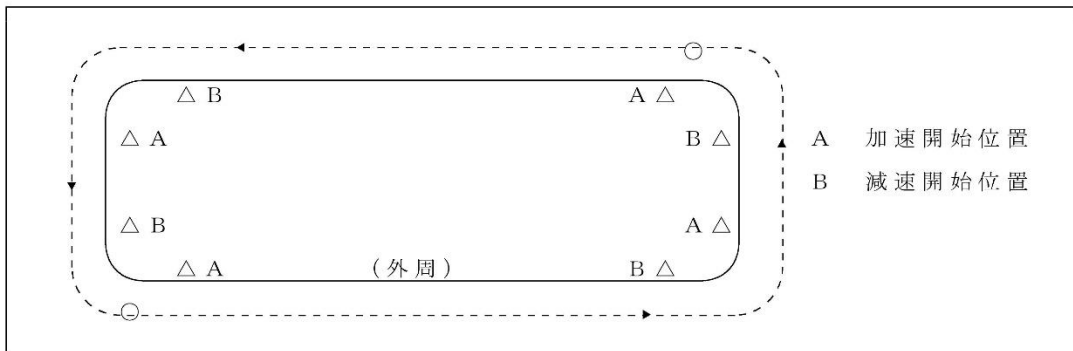 △ B A △
△ A B △ A 加速開始位置
B 減速開始位置
△ B A △
△ A (外周) B △